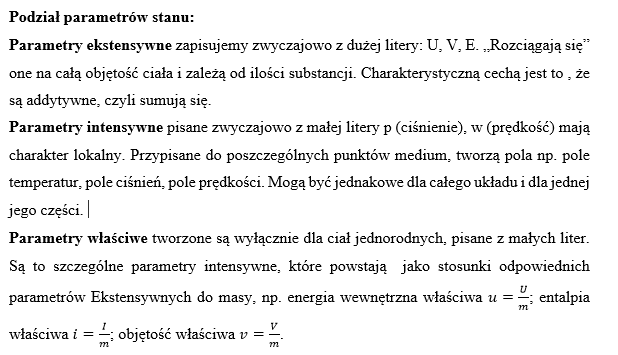 Podział parametrów stanu:
Parametry ekstensywne zapisujemy zwyczajowo z dużej litery: U, V, E. „Rozciągają się”
one na całą objętość ciała i zależą od ilości substancji. Charakterystyczną cechą jest to , że
są addytywne, czyli sumują się.
Parametry intensywne pisane zwyczajowo z małej litery p (ciśnienie), w (prędkość) mają
charakter lokalny. Przypisane do poszczególnych punktów medium, tworzą pola np. pole
temperatur, pole ciśnień, pole prędkości. Mogą być jednakowe dla całego układu i dla jednej
jego części.
Parametry właściwe tworzone są wyłącznie dla ciał jednorodnych, pisane z małych liter.
Są to szczególne parametry intensywne, które powstają jako stosunki odpowiednich
parametrów Ekstensywnych do masy, np. energia wewnętrzna właściwa u = U/m; entalpia
właściwa i = I/m; objętość właściwa v = V/m.